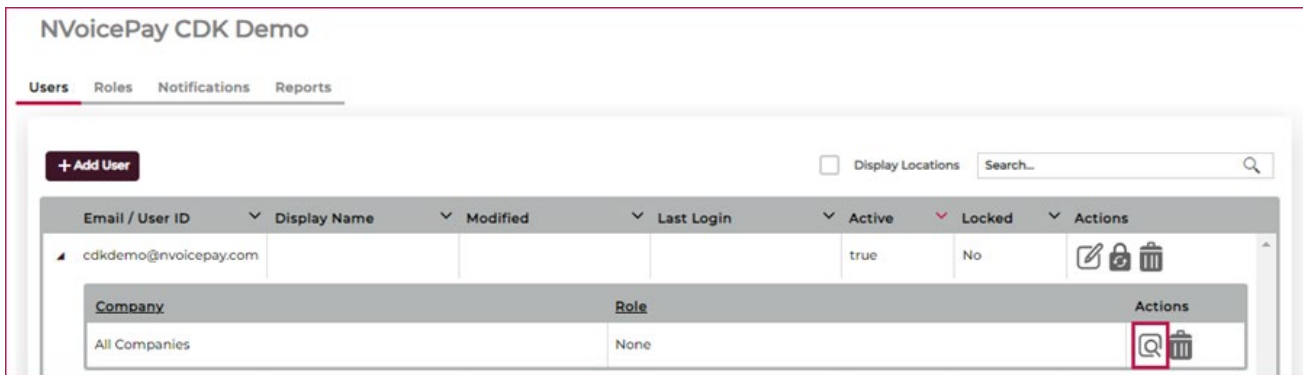 NVoicePay CDK Demo
Users Roles Notifications Reports
+ Add User Display Locations Search...
Email / User ID Display Name Modified Last Login Active Locked Actions
cdkdemo@nvoicepay.com true No
Company Role Actions
All Companies None